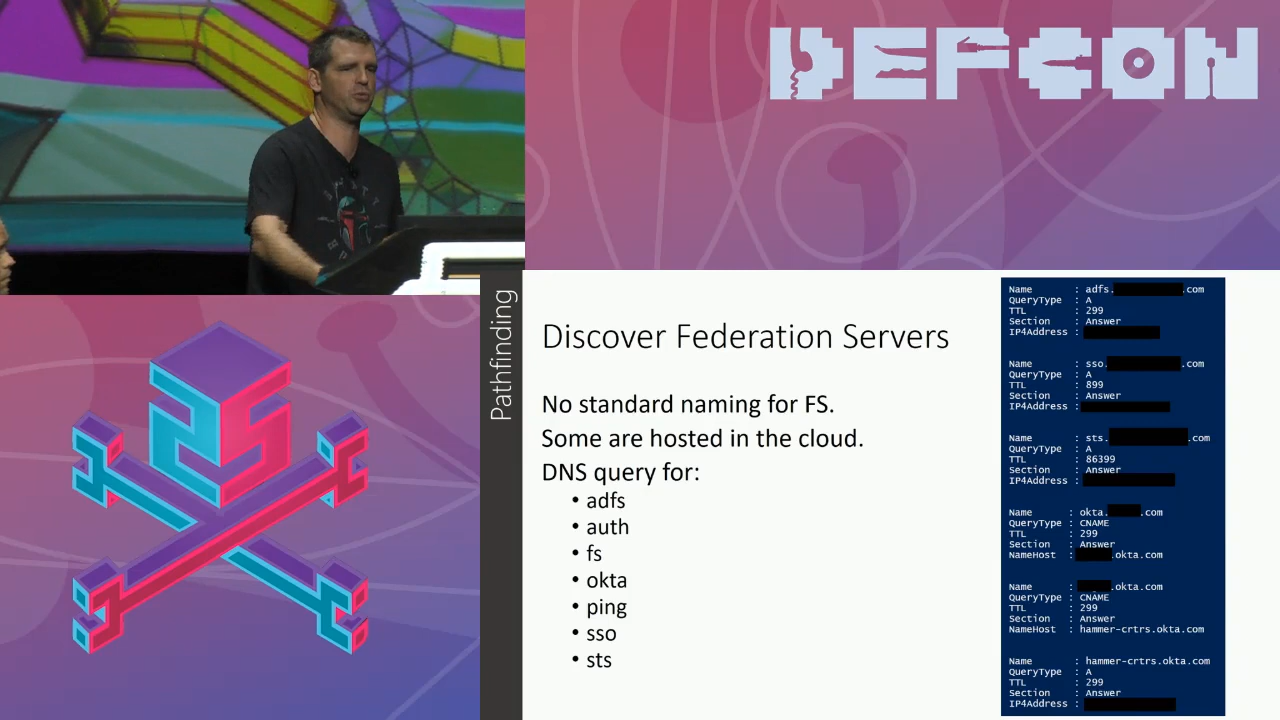 DEFCON
25
Pathfinding
Discover Federation Servers
No standard naming for FS.
Some are hosted in the cloud.
DNS query for:
• adfs
• auth
• fs
• okta
• ping
• sso
• sts
Name : adfs. .com
QueryType : A
TTL : 299
Section : Answer
IP4Address :
Name : sso. .com
QueryType : A
TTL : 899
Section : Answer
IP4Address :
Name : sts. .com
QueryType : A
TTL : 86399
Section : Answer
IP4Address :
Name : okta. .com
QueryType : CNAME
TTL : 299
Section : Answer
NameHost : .okta.com
Name : .okta.com
QueryType : CNAME
TTL : 299
Section : Answer
NameHost : hammer-crtrs.okta.com
Name : hammer-crtrs.okta.com
QueryType : A
TTL : 299
Section : Answer
IP4Address :